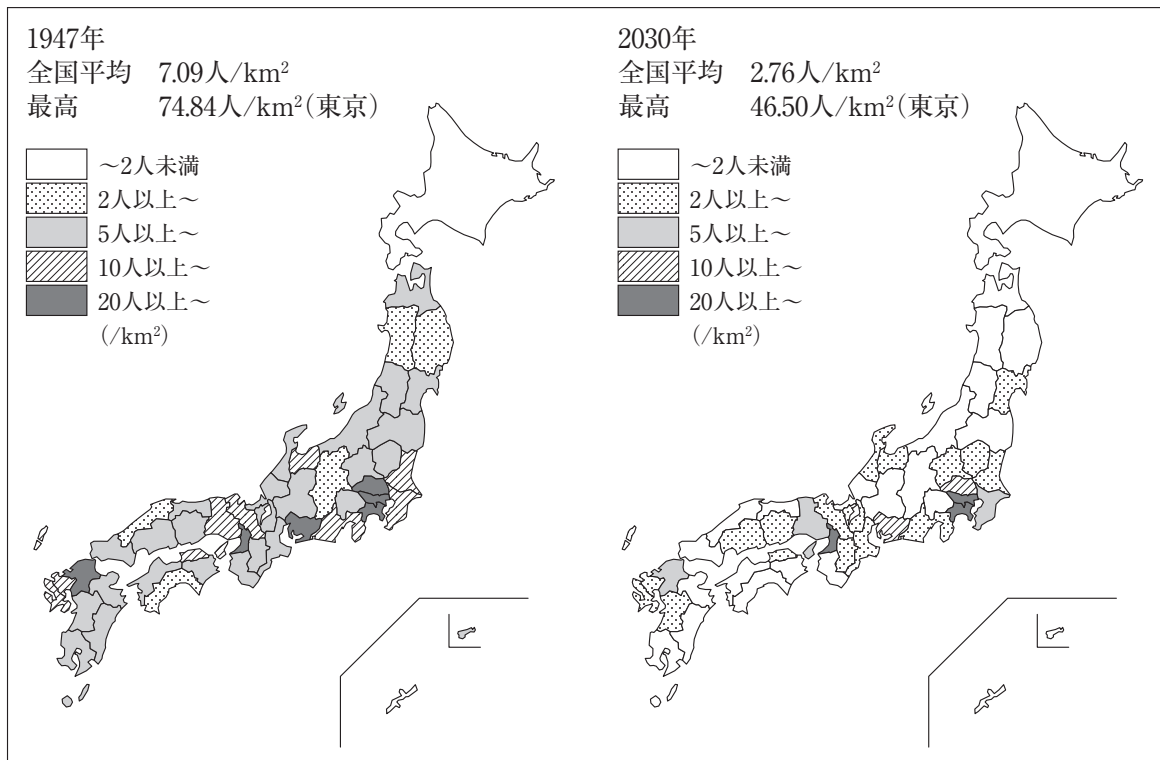 1947年
全国平均 7.09人/km²
最高 74.84人/km²(東京)
～2人未満
2人以上～
5人以上～
10人以上～
20人以上～
(/km²)
2030年
全国平均 2.76人/km²
最高 46.50人/km²(東京)
～2人未満
2人以上～
5人以上～
10人以上～
20人以上～
(/km²)